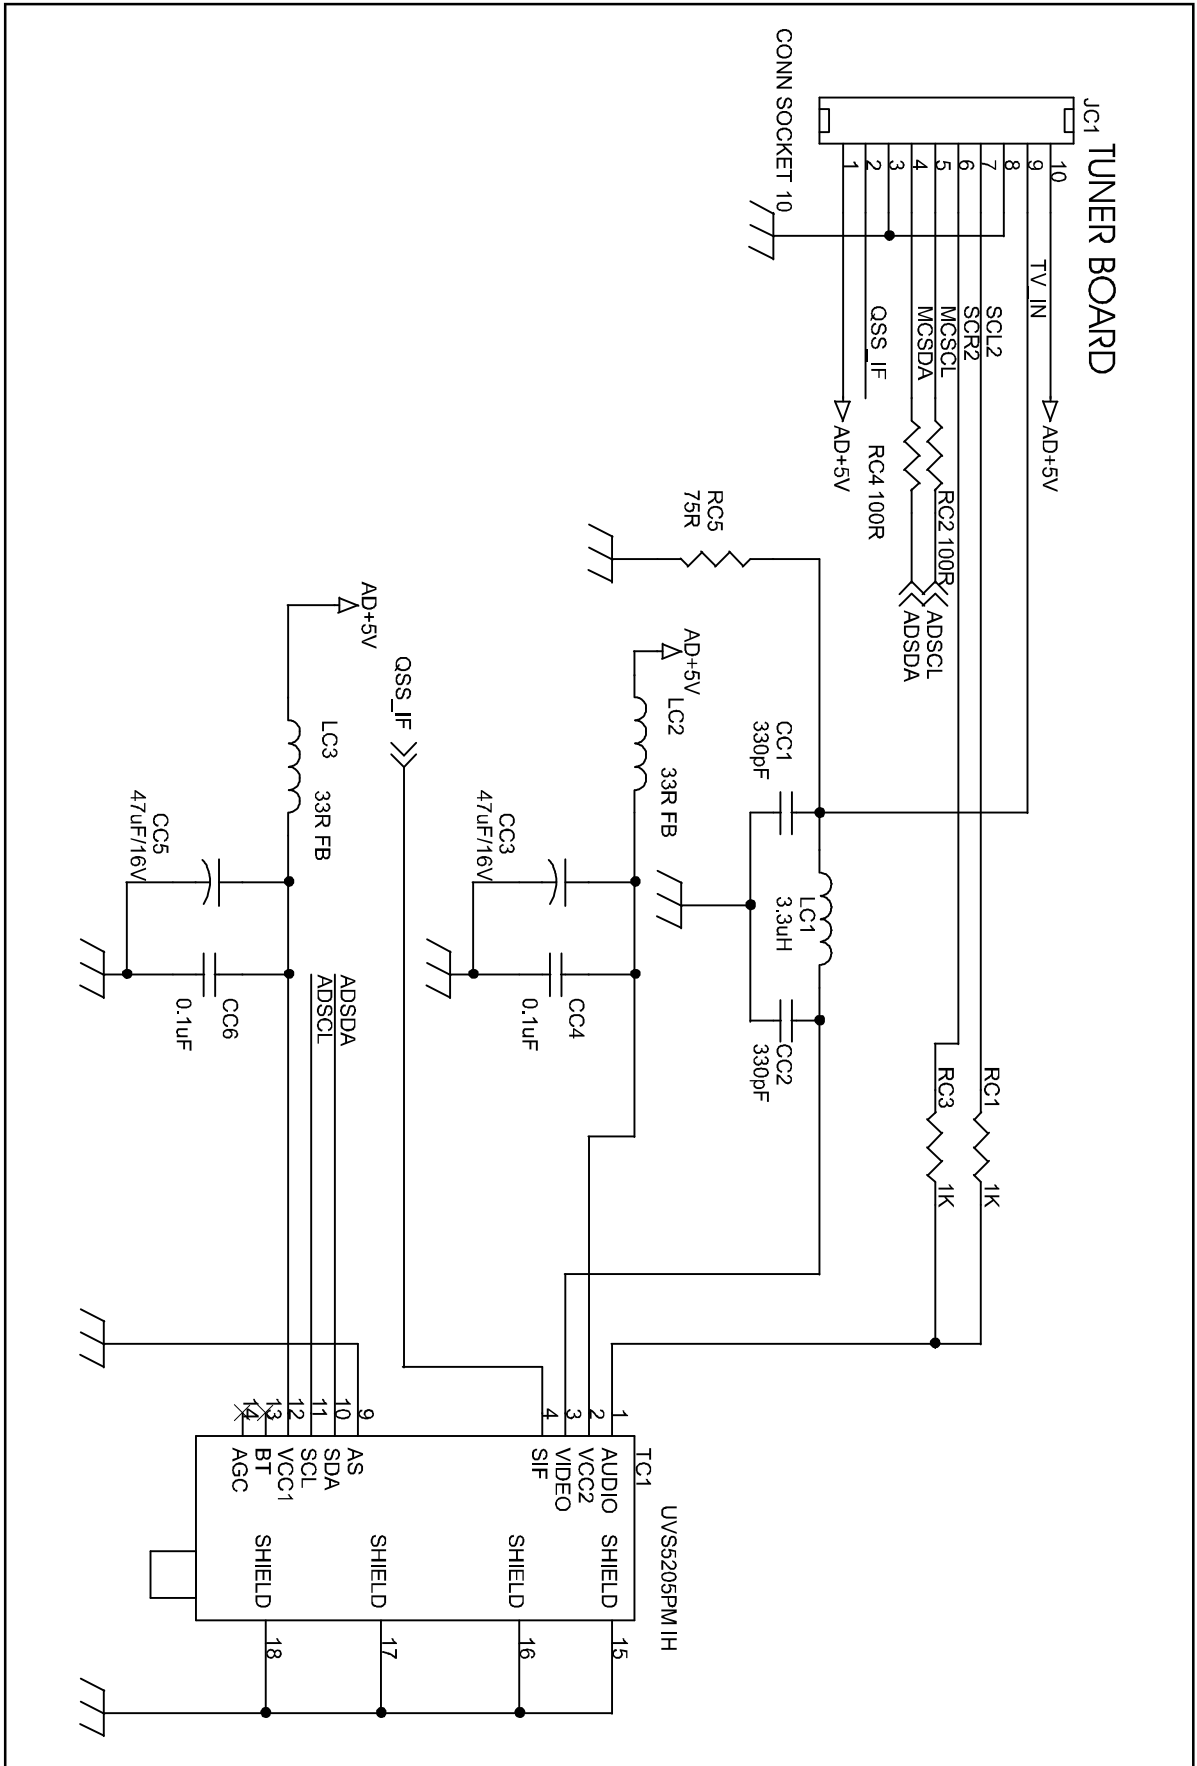 TUNER BOARD
JC1
10
9
8
7
6
5
4
3
2
1
CONN SOCKET 10
TV_IN
SCL2
SCR2
MCSCL
MCSDA
QSS_IF
AD+5V
AD+5V
RC2 100R
RC4 100R
ADSCL
ADSDA
RC5
75R
RC1
1K
RC3
1K
CC1
330pF
LC1
3.3uH
CC2
330pF
AD+5V
LC2
33R FB
CC3
47uF/16V
CC4
0.1uF
QSS_IF
AD+5V
LC3
33R FB
CC5
47uF/16V
CC6
0.1uF
ADSDA
ADSCL
TC1
UVS5205PM IH
1
AUDIO
2
VCC2
3
VIDEO
4
SIF
9
AS
10
SDA
11
SCL
12
VCC1
13
BT
14
AGC
SHIELD
15
SHIELD
16
SHIELD
17
SHIELD
18